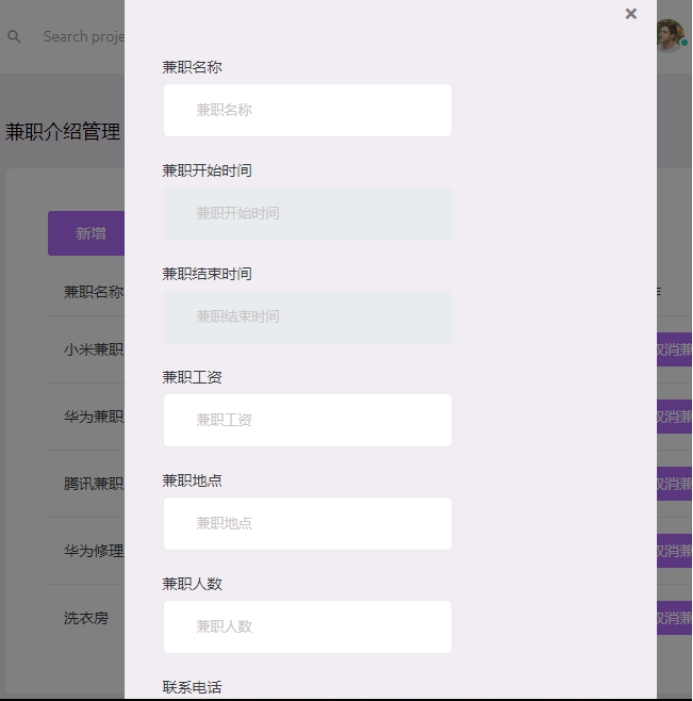 Search proje
兼职介绍管理
新增
兼职名称
小米兼职
华为兼职
腾讯兼职
华为修理
洗衣房
×
兼职名称
兼职名称
兼职开始时间
兼职开始时间
兼职结束时间
兼职结束时间
兼职工资
兼职工资
兼职地点
兼职地点
兼职人数
兼职人数
联系电话
取消兼
取消兼
取消兼
取消兼
取消兼